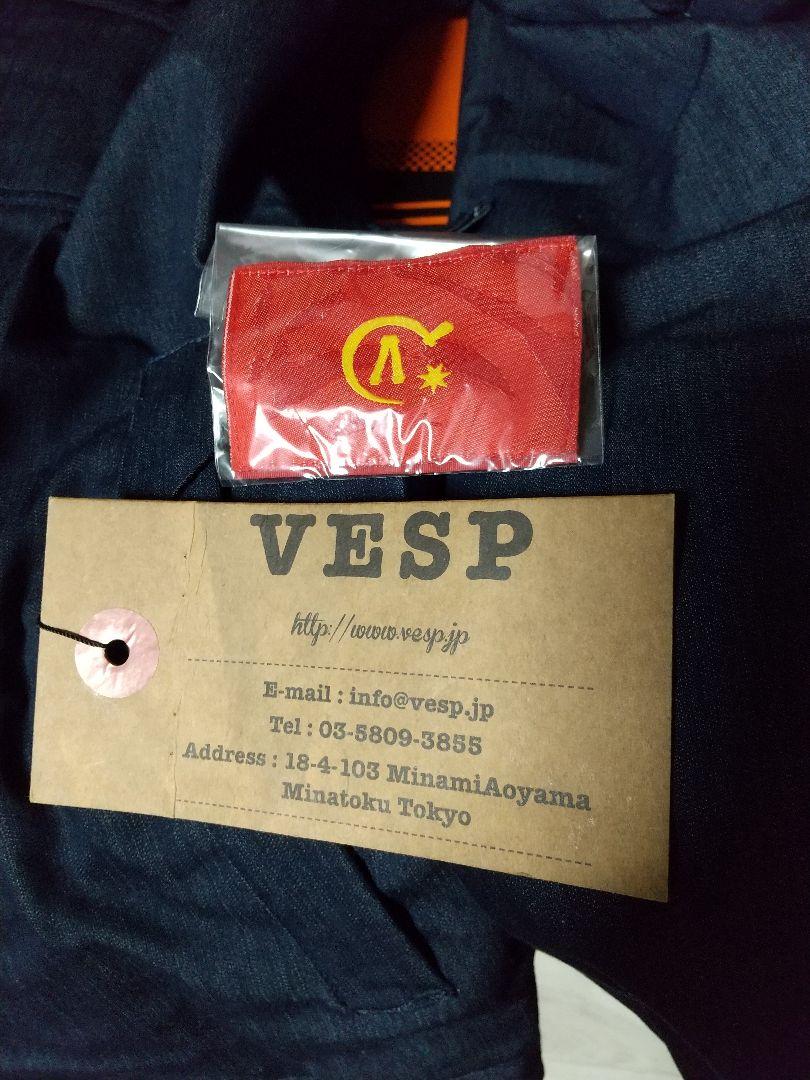 VESP
http://www.vesp.jp
E-mail : info@vesp.jp
Tel : 03-5809-3855
Address : 18-4-103 MinamiAoyama
Minatoku Tokyo